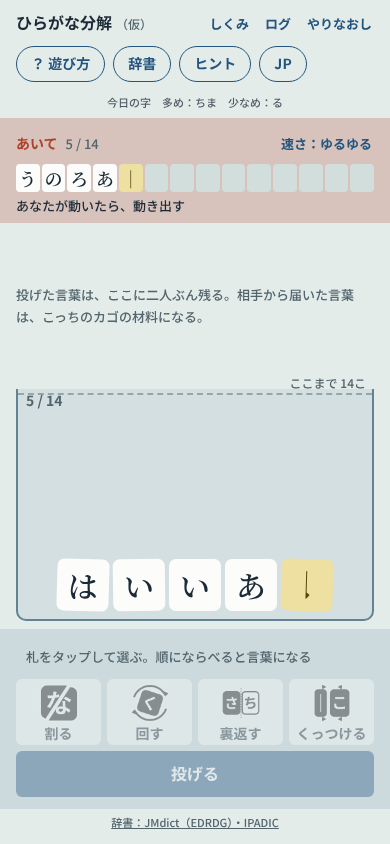 ひらがな分解 （仮） しくみ ログ やりなおし
？ 遊び方 辞書 ヒント JP
今日の字 多め：ちま 少なめ：る
あいて 5 / 14 速さ：ゆるゆる
う の ろ あ
あなたが動いたら、動き出す
投げた言葉は、ここに二人ぶん残る。相手から届いた言葉
は、こっちのカゴの材料になる。
ここまで 14こ
5 / 14
は い い あ
札をタップして選ぶ。順にならべると言葉になる
な く さ ち こ
割る 回す 裏返す くっつける
投げる
辞書：JMdict（EDRDG）・IPADIC